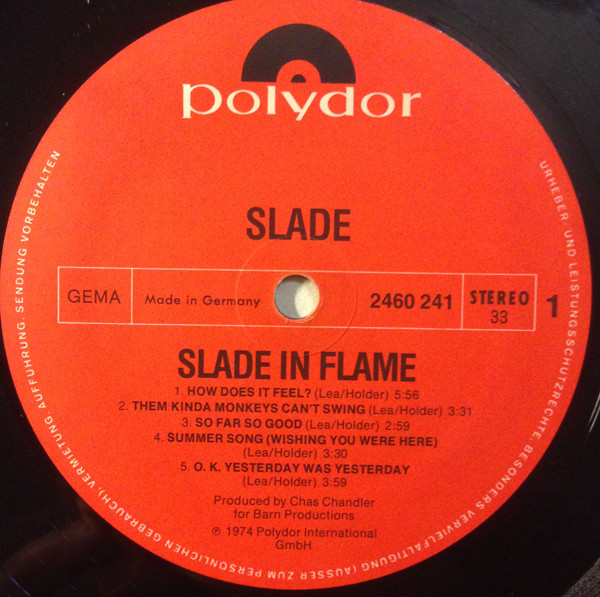 polydor
SLADE
GEMA
Made in Germany
2460 241
STEREO
33
1
SLADE IN FLAME
1. HOW DOES IT FEEL? (Lea/Holder) 5:56
2. THEM KINDA MONKEYS CAN'T SWING (Lea/Holder) 3:31
3. SO FAR SO GOOD (Lea/Holder) 2:59
4. SUMMER SONG (WISHING YOU WERE HERE)
(Lea/Holder) 3:30
5. O. K. YESTERDAY WAS YESTERDAY
(Lea/Holder) 3:59
Produced by Chas Chandler
for Barn Productions
℗ 1974 Polydor International
GmbH
URHEBER- UND LEISTUNGSSCHUTZRECHTE, BESONDERS VERVIELFÄLTIGUNG (AUSSER ZUM PERSÖNLICHEN GEBRAUCH), VERMIETUNG, AUFFÜHRUNG, SENDUNG VORBEHALTEN